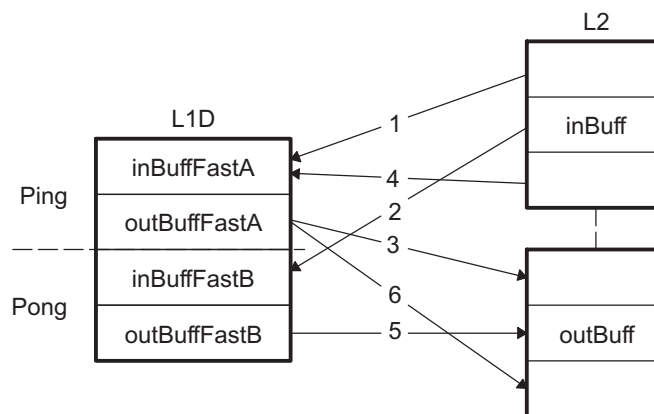 L2
L1D
1
inBuff
inBuffFastA
4
Ping
2
outBuffFastA
3
inBuffFastB
6
Pong
outBuffFastB
5
outBuff